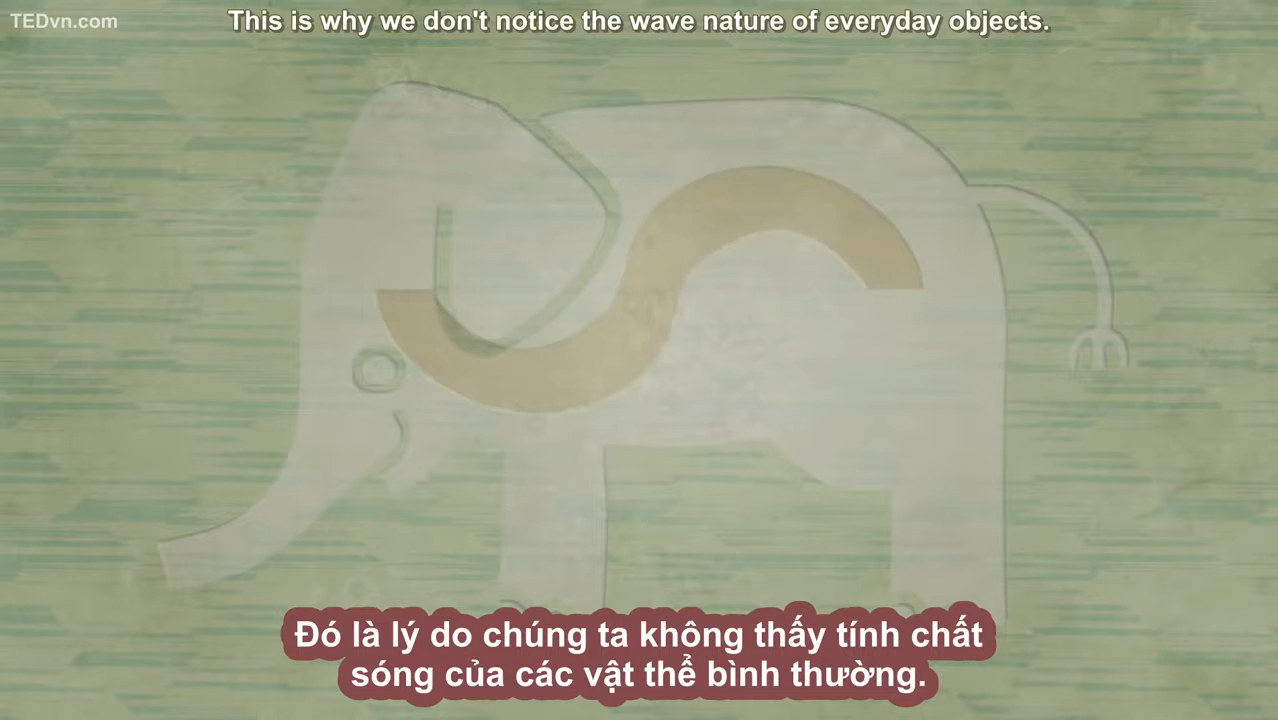 TEDvn.com
This is why we don't notice the wave nature of everyday objects.
Đó là lý do chúng ta không thấy tính chất
sóng của các vật thể bình thường.